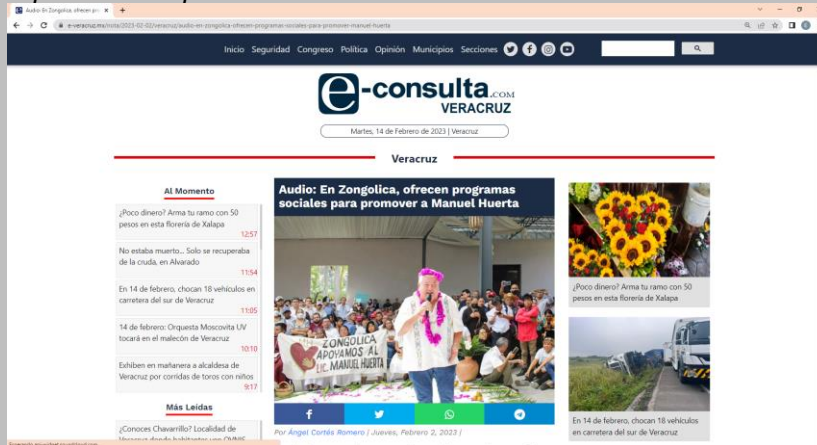 Audio: En Zongolica, ofrecen pr
e-veracruz.mx/nota/2023-02-02/veracruz/audio-en-zongolica-ofrecen-programas-sociales-para-promover-manuel-huerta
Inicio Seguridad Congreso Política Opinión Municipios Secciones
e-consulta.COM
VERACRUZ
Martes, 14 de Febrero de 2023 | Veracruz
Veracruz
Al Momento
¿Poco dinero? Arma tu ramo con 50
pesos en esta florería de Xalapa
12:57
No estaba muerto... Solo se recuperaba
de la cruda, en Alvarado
11:54
En 14 de febrero, chocan 18 vehículos en
carretera del sur de Veracruz
11:05
14 de febrero: Orquesta Moscovita UV
tocará en el malecón de Veracruz
10:10
Exhiben en mañanera a alcaldesa de
Veracruz por corridas de toros con niños
9:17
Más Leídas
¿Conoces Chavarrillo? Localidad de
Veracruz donde habitantes ven OVNIS
Audio: En Zongolica, ofrecen programas
sociales para promover a Manuel Huerta
ZONGOLICA
APOYAMOS AL
LIC. MANUEL HUERTA
Por Ángel Cortés Romero | Jueves, Febrero 2, 2023 |
¿Poco dinero? Arma tu ramo con 50
pesos en esta florería de Xalapa
En 14 de febrero, chocan 18 vehículos
en carretera del sur de Veracruz